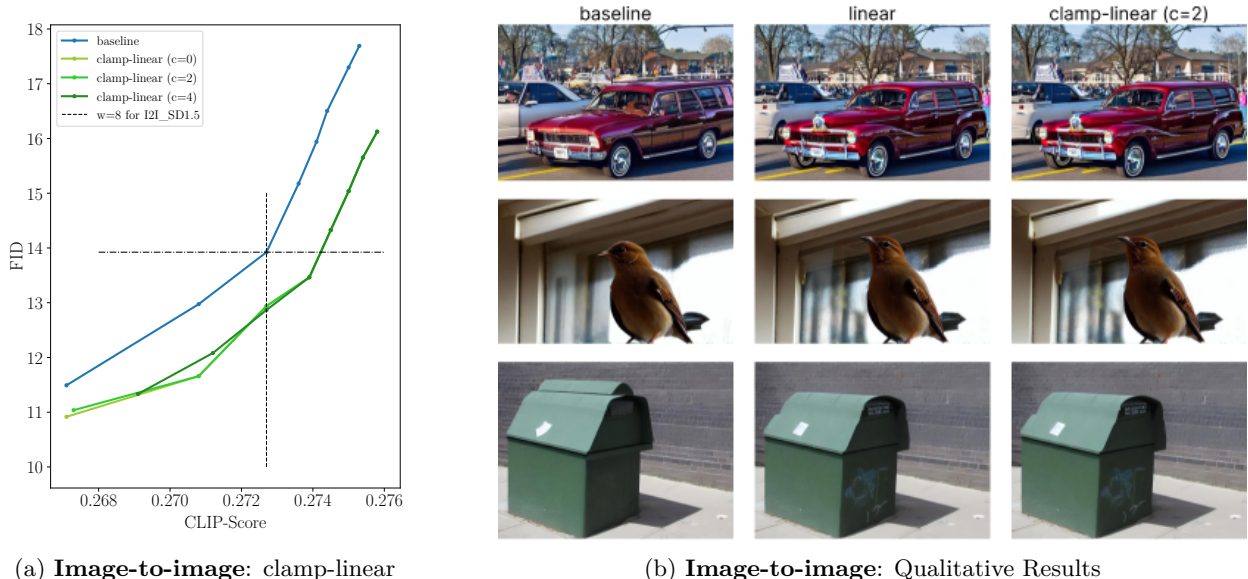 18
17
16
15
14
13
12
11
10
FID
baseline
clamp-linear (c=0)
clamp-linear (c=2)
clamp-linear (c=4)
w=8 for I2I_SD1.5
0.268 0.270 0.272 0.274 0.276
CLIP-Score
(a) Image-to-image: clamp-linear
baseline linear clamp-linear (c=2)
(b) Image-to-image: Qualitative Results